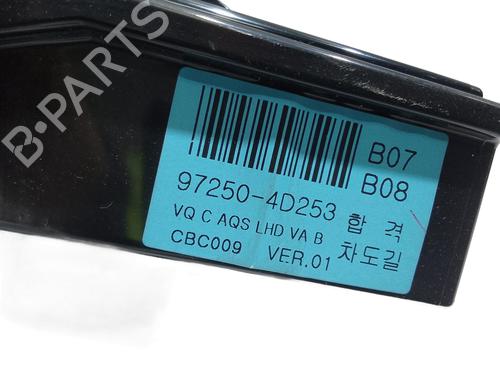 B-PARTS
B07
B08
97250-4D253 합 격
VQ C AQS LHD VA B 차도길
CBC009 VER.01